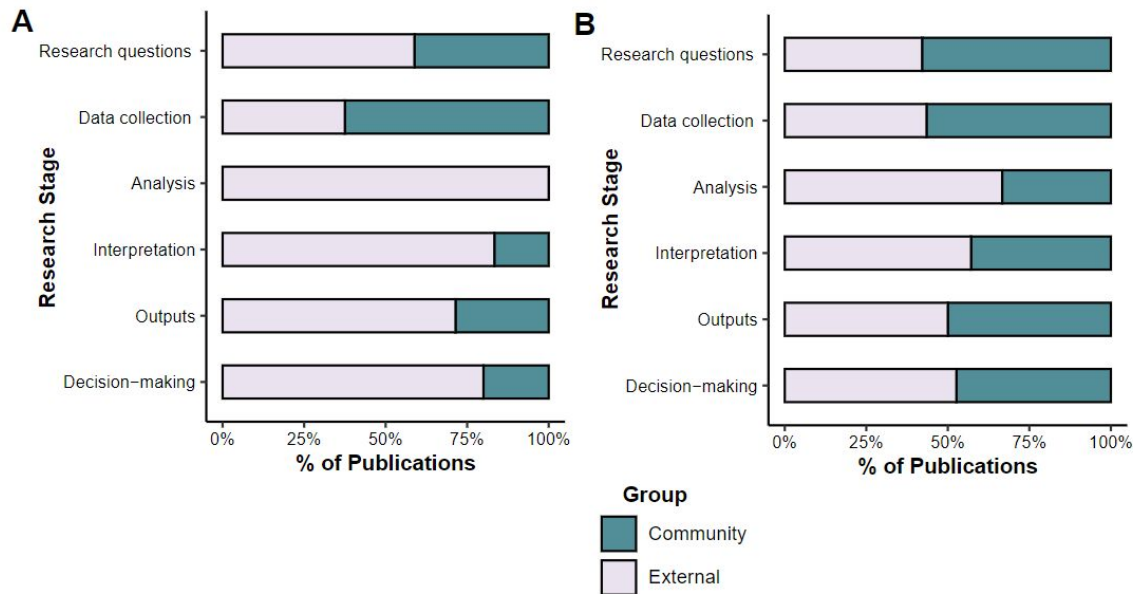 A
Research questions
Data collection
Analysis
Interpretation
Outputs
Decision−making
Research Stage
0% 25% 50% 75% 100%
% of Publications
B
Research questions
Data collection
Analysis
Interpretation
Outputs
Decision−making
Research Stage
0% 25% 50% 75% 100%
% of Publications
Group
Community
External